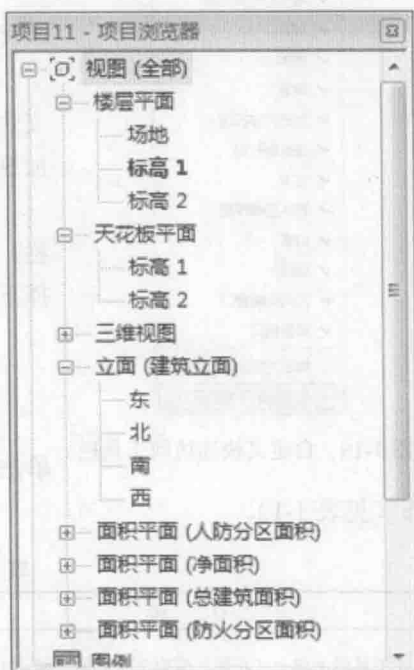 项目11 - 项目浏览器
视图 (全部)
楼层平面
场地
标高 1
标高 2
天花板平面
标高 1
标高 2
三维视图
立面 (建筑立面)
东
北
南
西
面积平面 (人防分区面积)
面积平面 (净面积)
面积平面 (总建筑面积)
面积平面 (防火分区面积)
图例